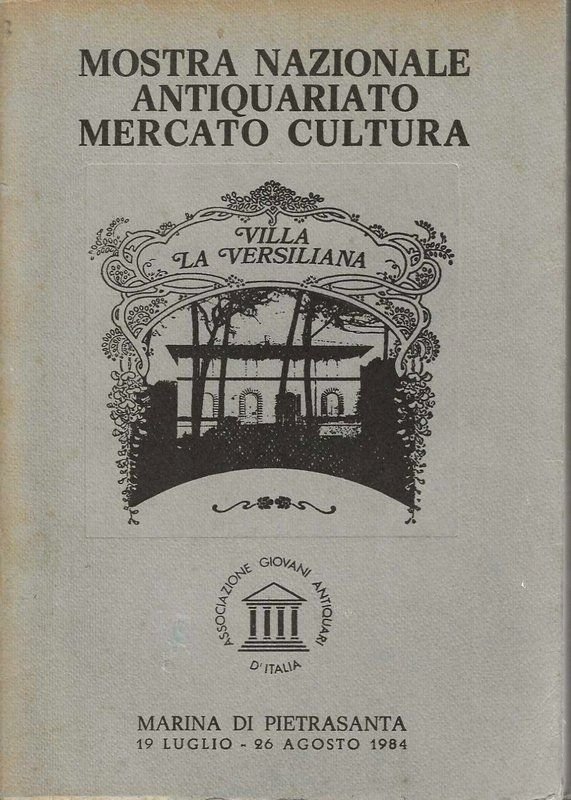 MOSTRA NAZIONALE
ANTIQUARIATO
MERCATO CULTURA
VILLA
LA VERSILIANA
ASSOCIAZIONE GIOVANI ANTIQUARI
D'ITALIA
MARINA DI PIETRASANTA
19 LUGLIO - 26 AGOSTO 1984